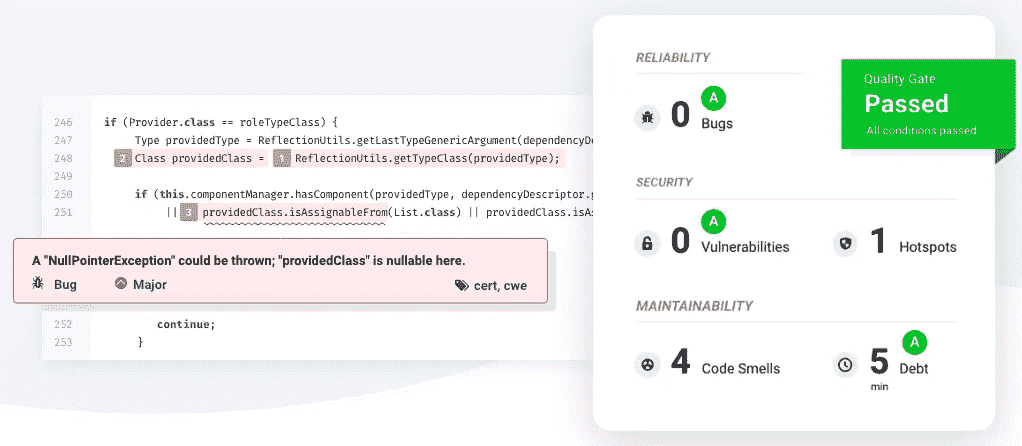 246 if (Provider.class == roleTypeClass) {
247 Type providedType = ReflectionUtils.getLastTypeGenericArgument(dependencyDe
248 2 Class providedClass = 1 ReflectionUtils.getTypeClass(providedType);
249
250 if (this.componentManager.hasComponent(providedType, dependencyDescriptor.g
251 || 3 providedClass.isAssignableFrom(List.class) || providedClass.isAs
A "NullPointerException" could be thrown; "providedClass" is nullable here.
Bug Major cert, cwe
252 continue;
253 }
RELIABILITY
0 A Bugs
Quality Gate
Passed
All conditions passed
SECURITY
0 A Vulnerabilities 1 Hotspots
MAINTAINABILITY
4 Code Smells 5 min A Debt